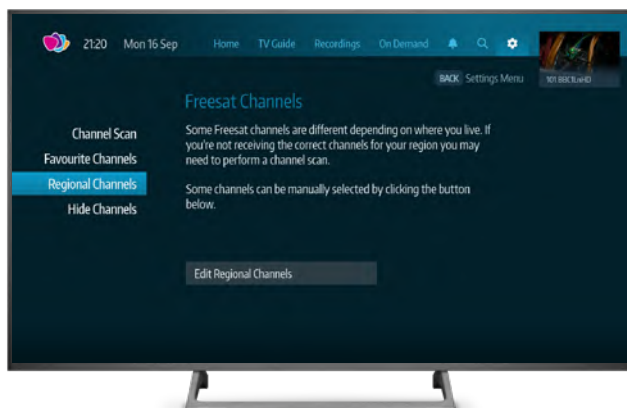 21:20 Mon 16 Sep Home TV Guide Recordings On Demand
BACK Settings Menu
101 BBC1LonHD
Freesat Channels
Channel Scan
Favourite Channels
Regional Channels
Hide Channels
Some Freesat channels are different depending on where you live. If
you're not receiving the correct channels for your region you may
need to perform a channel scan.
Some channels can be manually selected by clicking the button
below.
Edit Regional Channels